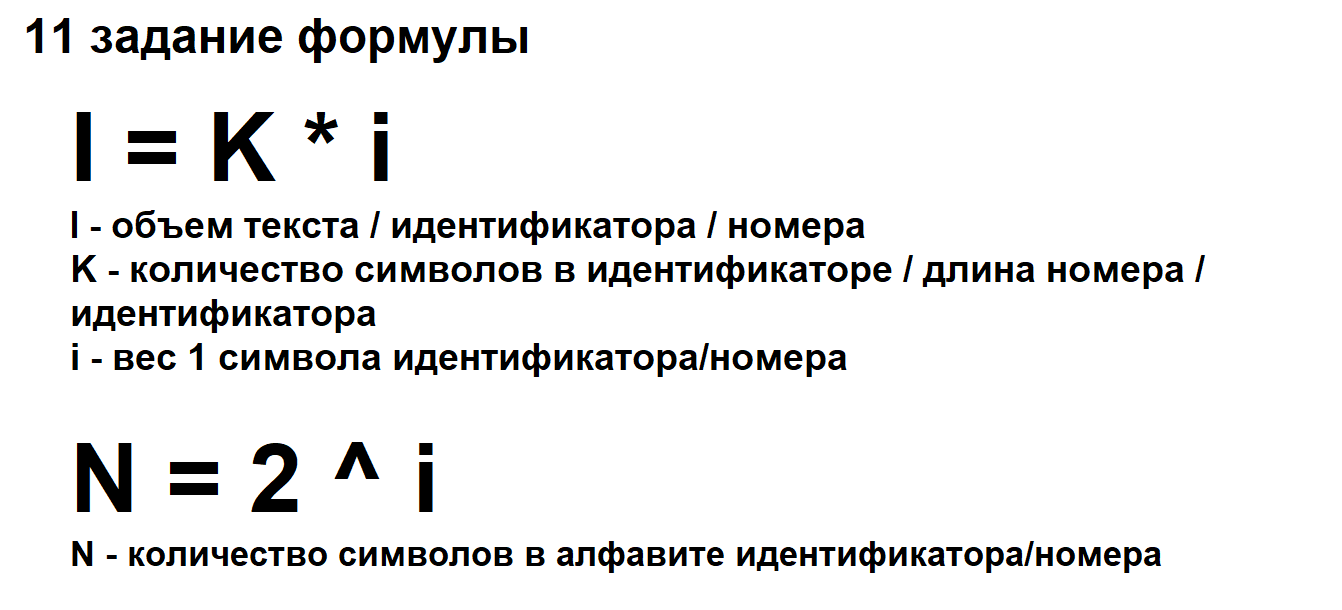 11 задание формулы
I = K * i
I - объем текста / идентификатора / номера
K - количество символов в идентификаторе / длина номера /
идентификатора
i - вес 1 символа идентификатора/номера
N = 2 ^ i
N - количество символов в алфавите идентификатора/номера